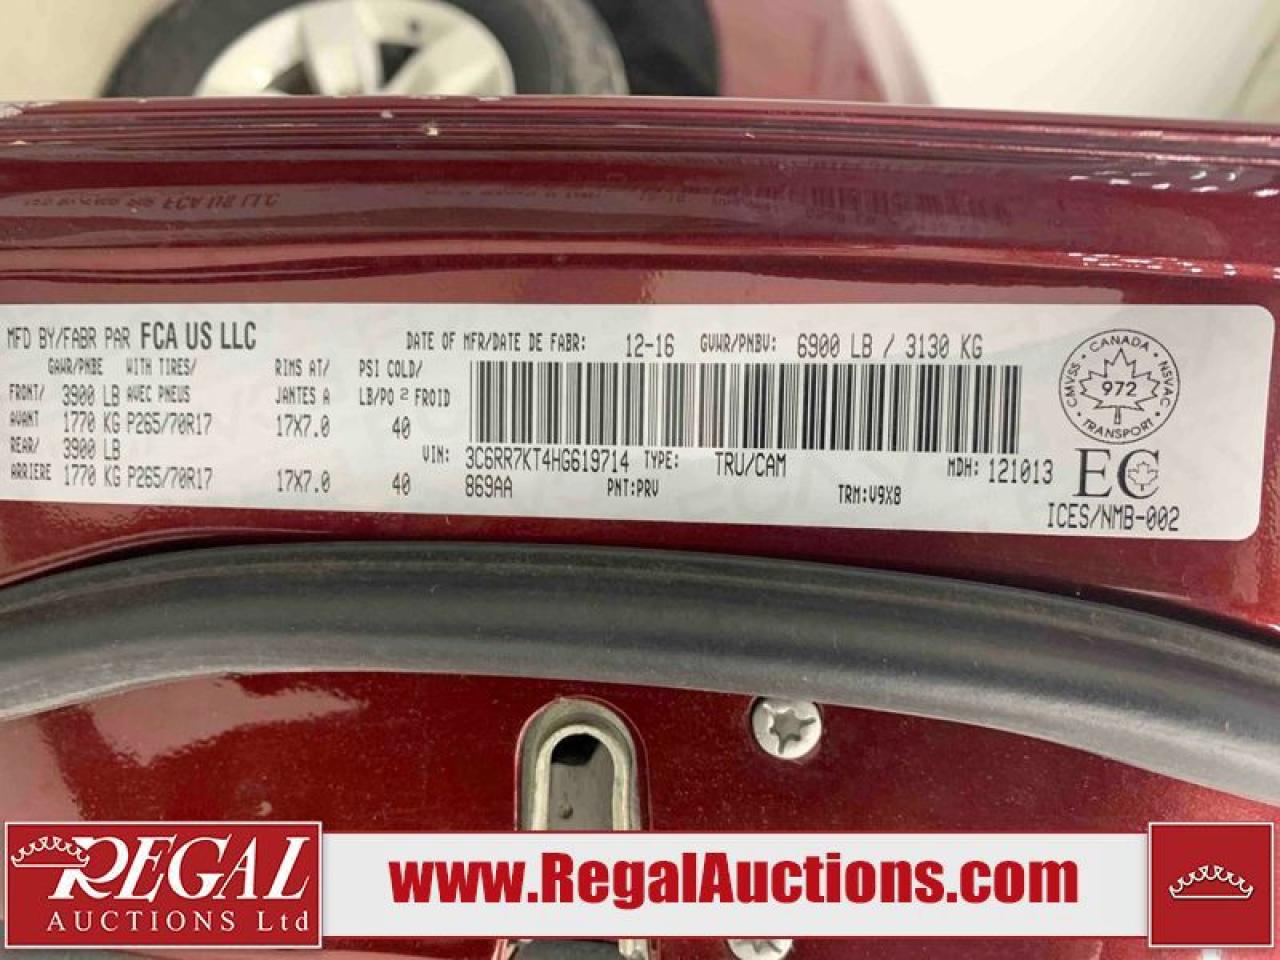 MFD BY/FABR PAR FCA US LLC DATE OF MFR/DATE DE FABR: 12-16 GVWR/PNBV: 6900 LB / 3130 KG
GAWR/PNBE WITH TIRES/ RIMS AT/ PSI COLD/
FRONT/ 3900 LB AVEC PNEUS JANTES A LB/PO 2 FROID
AVANT 1770 KG P265/70R17 17X7.0 40
REAR/ 3900 LB VIN: 3C6RR7KT4HG619714 TYPE: TRU/CAM MDH: 121013
ARRIERE 1770 KG P265/70R17 17X7.0 40 869AA PNT:PRV TRM:V9X8
CANADA
CMVSS 972 NSVAC
TRANSPORT
EC
ICES/NMB-002
FCA US LLC
REGAL
AUCTIONS Ltd
www.RegalAuctions.com